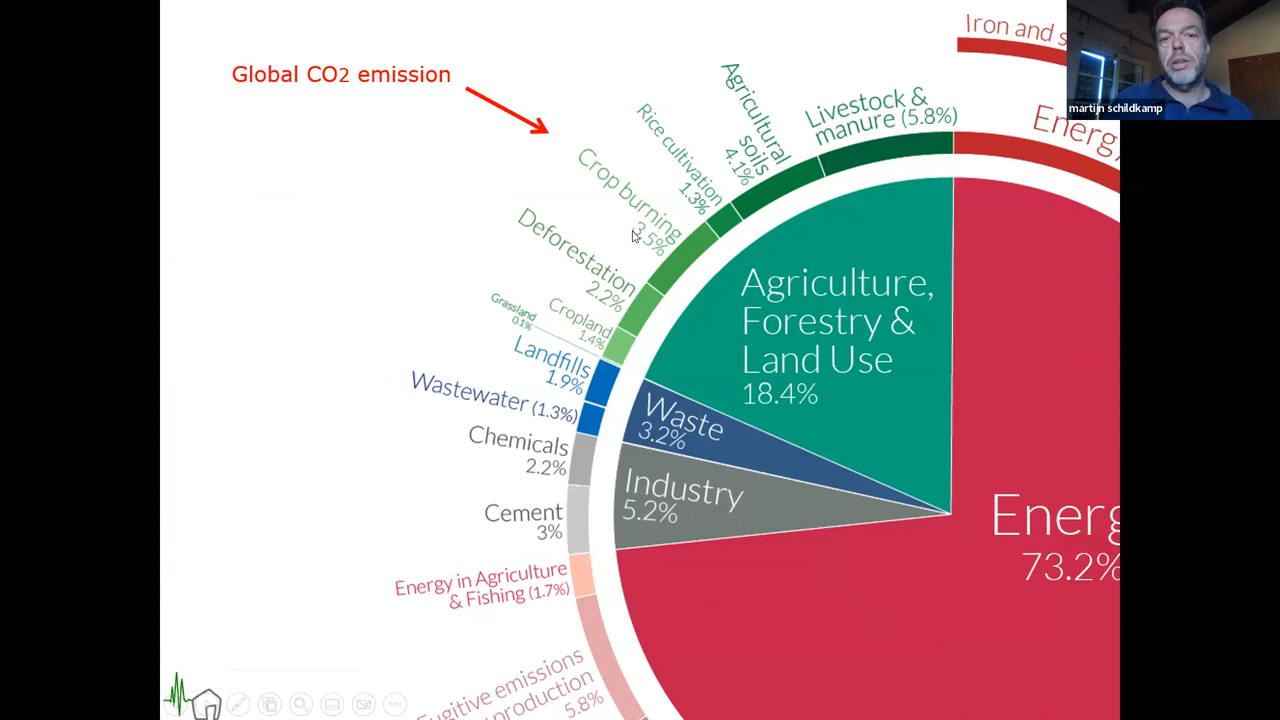 Global CO2 emission
Iron and s
martijn schildkamp
Energy
Livestock &
manure (5.8%)
Agricultural
soils
4.1%
Rice cultivation
1.3%
Crop burning
3.5%
Deforestation
2.2%
Cropland
1.4%
Grassland
0.1%
Landfills
1.9%
Wastewater (1.3%)
Chemicals
2.2%
Cement
3%
Energy in Agriculture
& Fishing (1.7%)
Fugitive emissions
production
5.8%
Agriculture,
Forestry &
Land Use
18.4%
Waste
3.2%
Industry
5.2%
Energ
73.2%